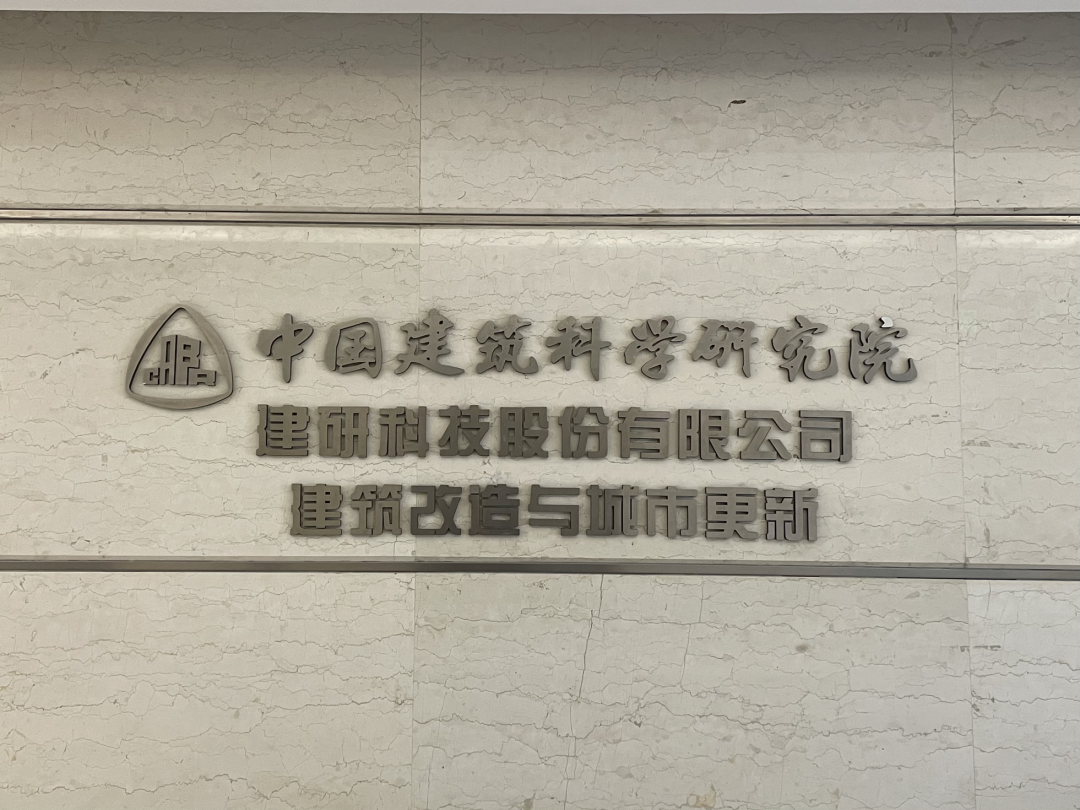 中国建筑科学研究院
建研科技股份有限公司
建筑改造与城市更新